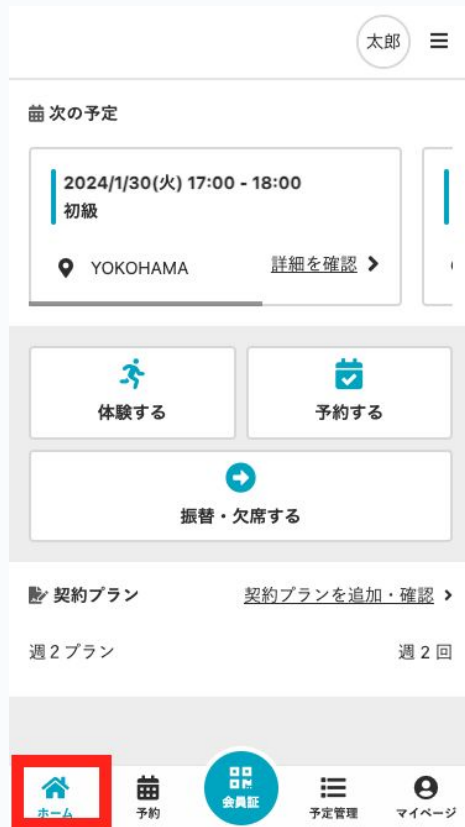 太郎
次の予定
2024/1/30(火) 17:00 - 18:00
初級
YOKOHAMA
詳細を確認
体験する
予約する
振替・欠席する
契約プラン
契約プランを追加・確認
週2プラン
週2回
ホーム
予約
会員証
予定管理
マイページ